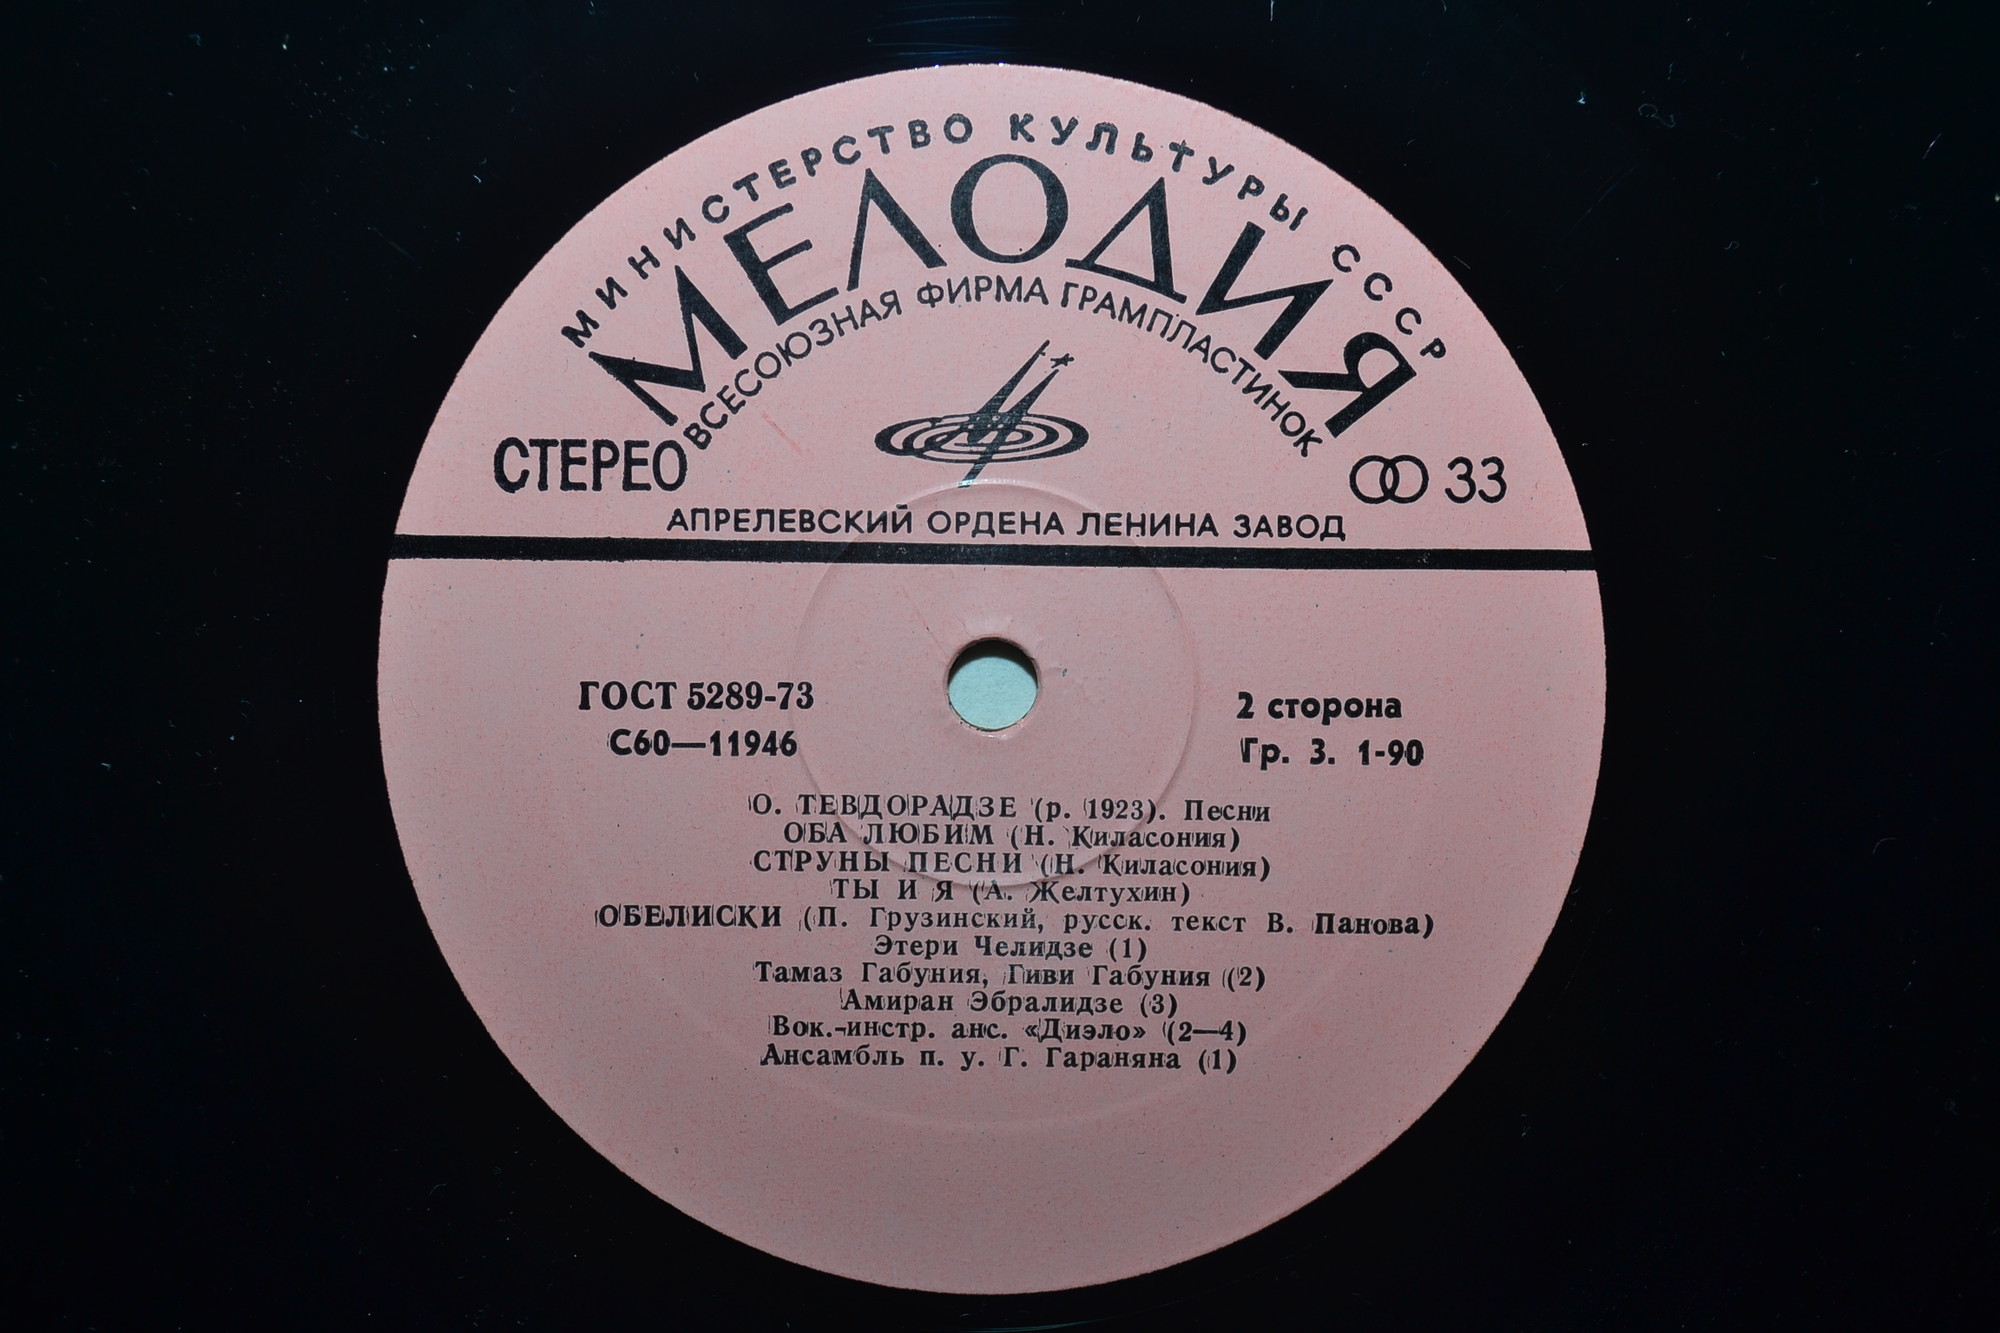 МИНИСТЕРСТВО КУЛЬТУРЫ СССР
МЕЛОДИЯ
ВСЕСОЮЗНАЯ ФИРМА ГРАМПЛАСТИНОК
СТЕРЕО
33
АПРЕЛЕВСКИЙ ОРДЕНА ЛЕНИНА ЗАВОД
ГОСТ 5289-73
2 сторона
С60—11946
Гр. 3. 1-90
О. ТЕВДОРАДЗЕ (р. 1923). Песни
ОБА ЛЮБИМ (Н. Киласония)
СТРУНЫ ПЕСНИ (Н. Киласония)
ТЫ И Я (А. Желтухин)
ОБЕЛИСКИ (П. Грузинский, русск. текст В. Панова)
Этери Челидзе (1)
Тамаз Габуния, Гиви Габуния (2)
Амиран Эбралидзе (3)
Вок.-инстр. анс. «Диэло» (2—4)
Ансамбль п. у. Г. Гараняна (1)